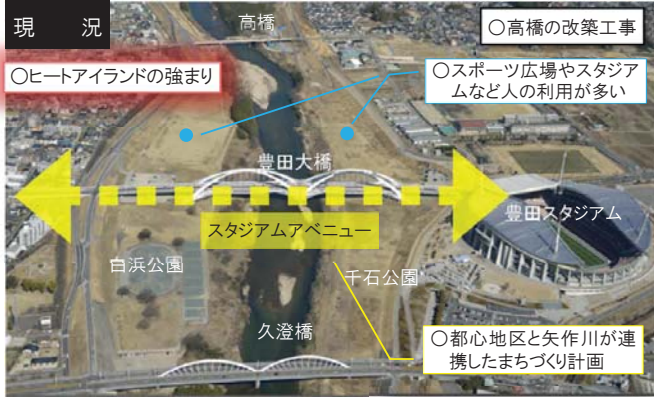 現 況
高橋
○高橋の改築工事
○ヒートアイランドの強まり
○スポーツ広場やスタジア
ムなど人の利用が多い
豊田大橋
豊田スタジアム
スタジアムアベニュー
白浜公園
千石公園
久澄橋
○都心地区と矢作川が連
携したまちづくり計画